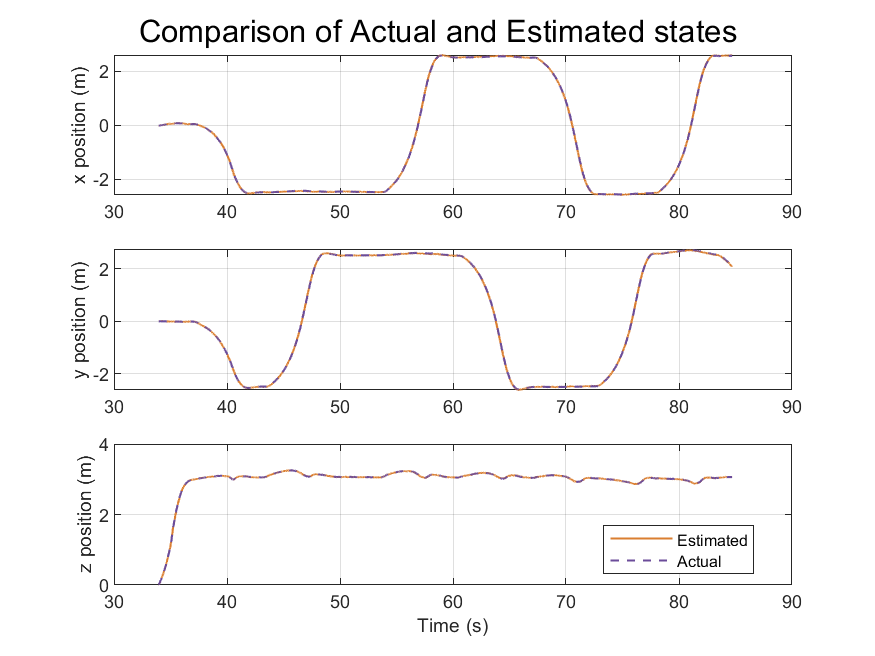 Comparison of Actual and Estimated states
x position (m)
2
0
-2
30 40 50 60 70 80 90
y position (m)
2
0
-2
30 40 50 60 70 80 90
z position (m)
4
2
0
Estimated
Actual
30 40 50 60 70 80 90
Time (s)